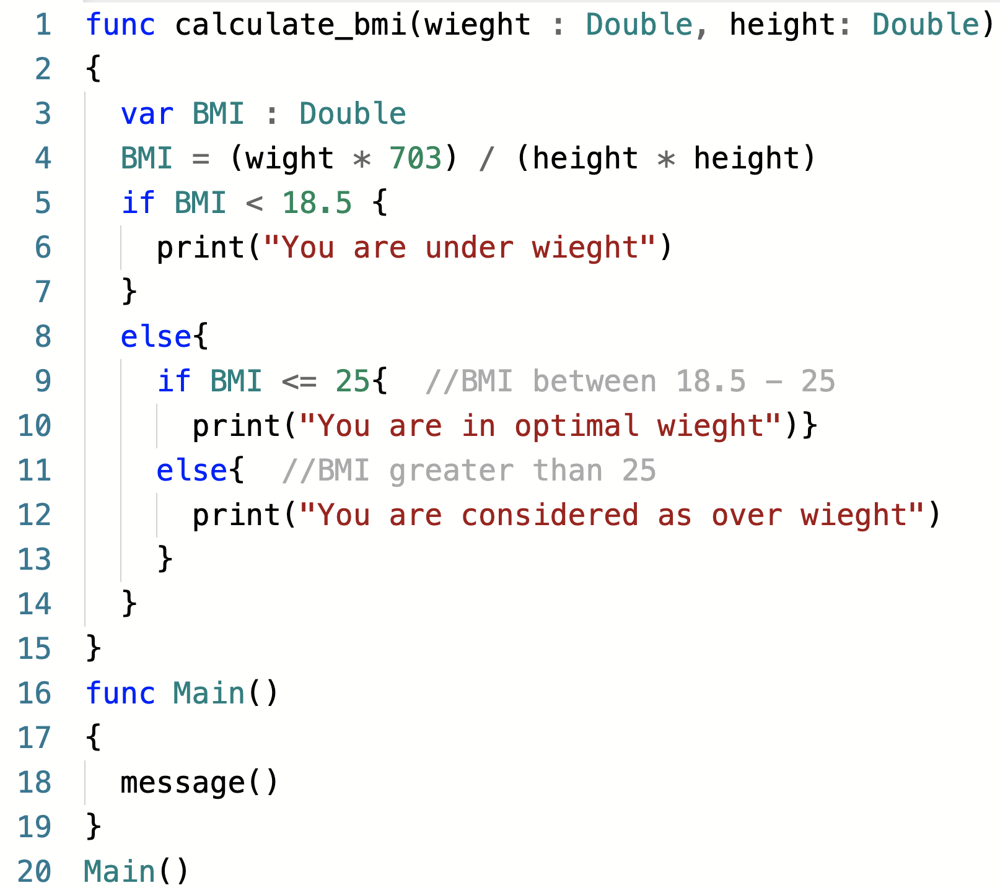 1 func calculate_bmi(wieght : Double, height: Double)
2 {
3   var BMI : Double
4   BMI = (wight * 703) / (height * height)
5   if BMI < 18.5 {
6     print("You are under wieght")
7   }
8   else{
9     if BMI <= 25{  //BMI between 18.5 - 25
10       print("You are in optimal wieght")}
11     else{  //BMI greater than 25
12       print("You are considered as over wieght")
13     }
14   }
15 }
16 func Main()
17 {
18   message()
19 }
20 Main()